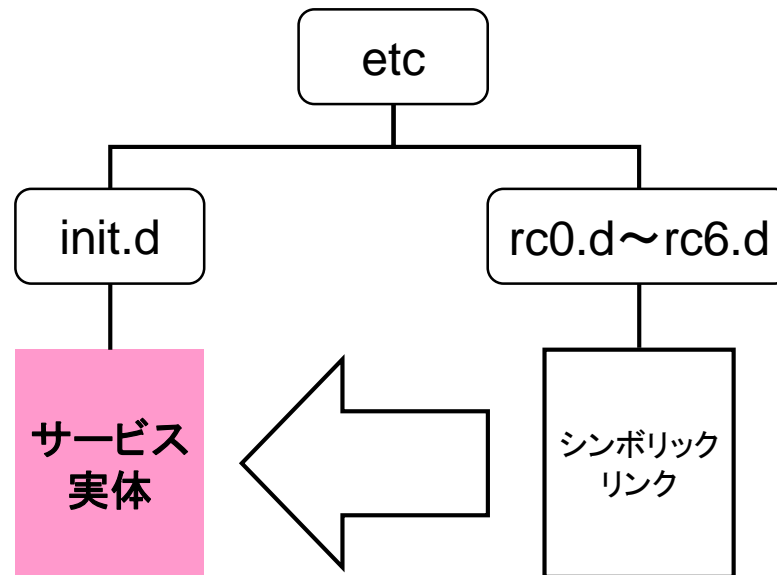 etc
init.d
rc0.d～rc6.d
サービス
実体
シンボリック
リンク